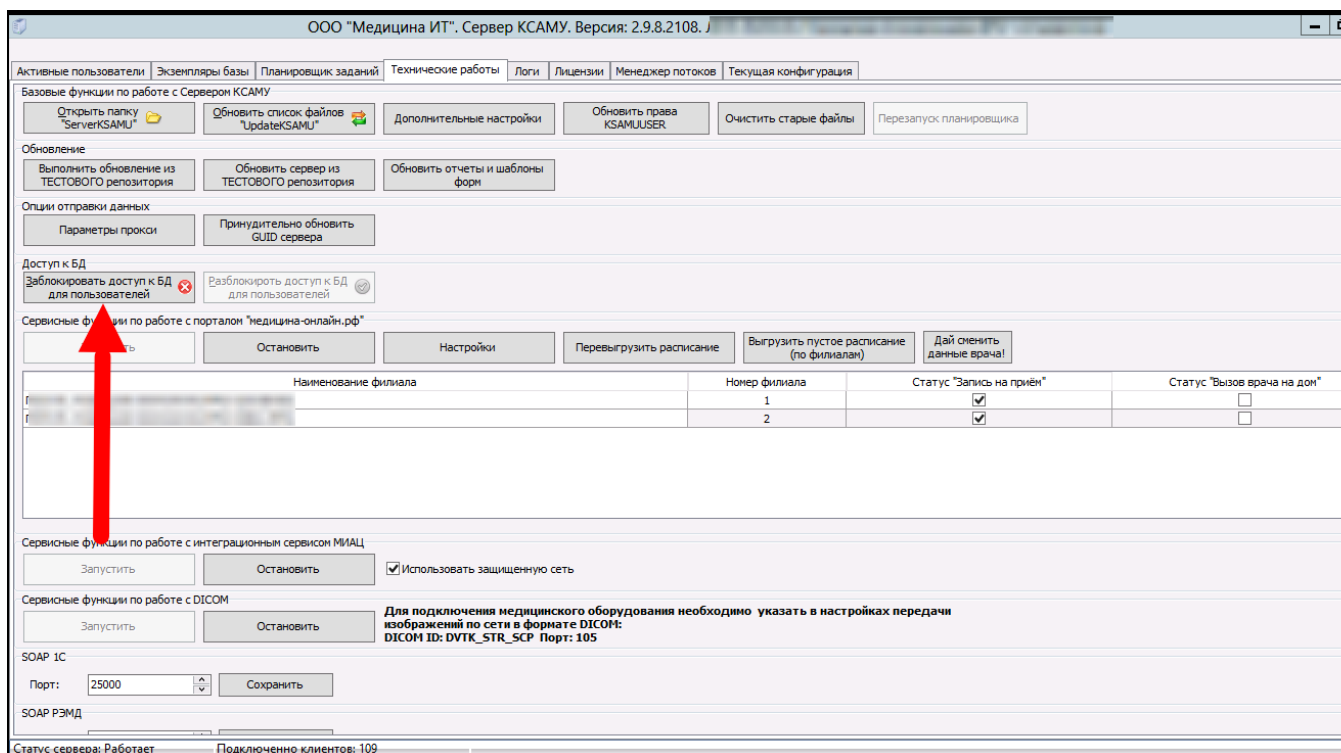 ООО "Медицина ИТ". Сервер КСАМУ. Версия: 2.9.8.2108.
Активные пользователи Экземпляры базы Планировщик заданий Технические работы Логи Лицензии Менеджер потоков Текущая конфигурация
Базовые функции по работе с Сервером КСАМУ
Открыть папку "ServerKSAMU"
Обновить список файлов "UpdateKSAMU"
Дополнительные настройки
Обновить права KSAMUUSER
Очистить старые файлы
Перезапуск планировщика
Обновление
Выполнить обновление из ТЕСТОВОГО репозитория
Обновить сервер из ТЕСТОВОГО репозитория
Обновить отчеты и шаблоны форм
Опции отправки данных
Параметры прокси
Принудительно обновить GUID сервера
Доступ к БД
Заблокировать доступ к БД для пользователей
Разблокироть доступ к БД для пользователей
Сервисные функции по работе с порталом "медицина-онлайн.рф"
Остановить
Настройки
Перевыгрузить расписание
Выгрузить пустое расписание (по филиалам)
Дай сменить данные врача!
Наименование филиала Номер филиала Статус "Запись на приём" Статус "Вызов врача на дом"
1
2
Сервисные функции по работе с интеграционным сервисом МИАЦ
Запустить Остановить Использовать защищенную сеть
Сервисные функции по работе с DICOM
Запустить Остановить
Для подключения медицинского оборудования необходимо указать в настройках передачи
изображений по сети в формате DICOM:
DICOM ID: DVTK_STR_SCP Порт: 105
SOAP 1C
Порт: 25000 Сохранить
SOAP РЭМД
Статус сервера: Работает Подключенно клиентов: 109